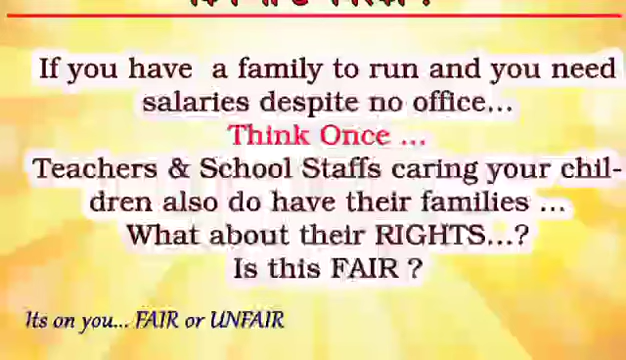 If you have a family to run and you need
salaries despite no office...
Think Once ...
Teachers & School Staffs caring your chil-
dren also do have their families ...
What about their RIGHTS...?
Is this FAIR ?
Its on you... FAIR or UNFAIR